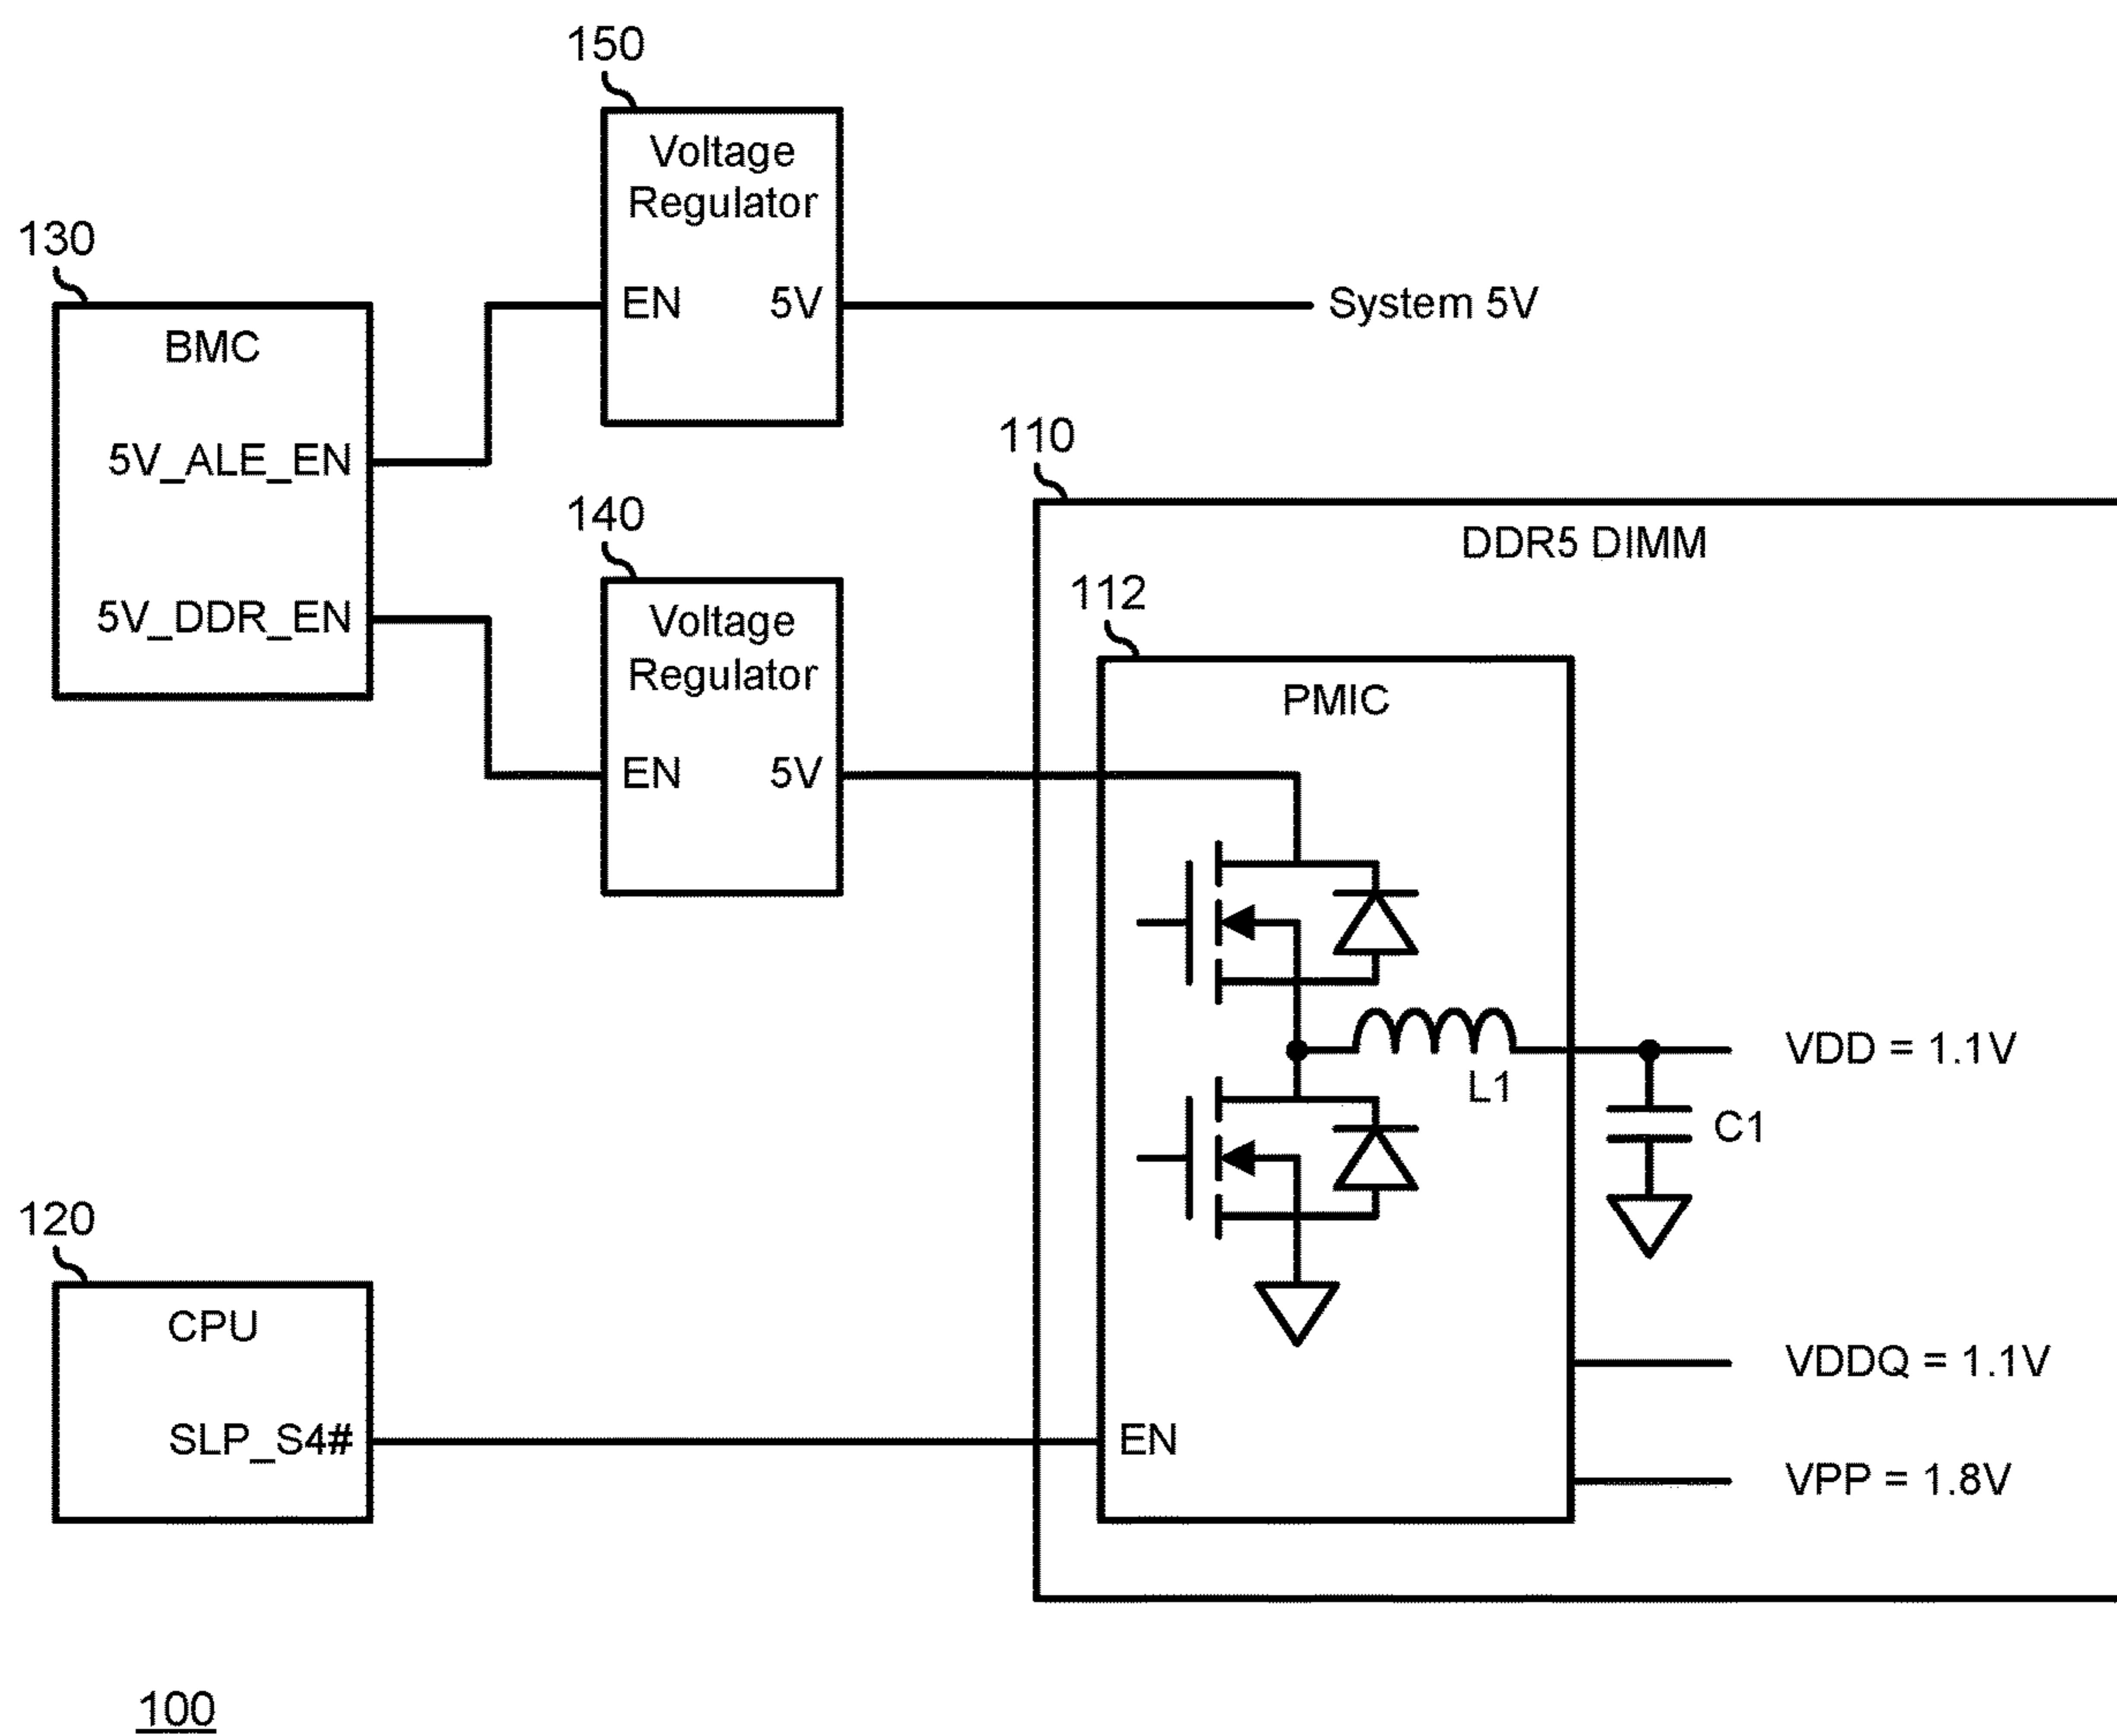 150
Voltage
Regulator
EN
5V
System 5V
130
BMC
5V_ALE_EN
5V_DDR_EN
140
Voltage
Regulator
EN
5V
110
DDR5 DIMM
112
PMIC
L1
VDD = 1.1V
C1
120
CPU
SLP_S4#
EN
VDDQ = 1.1V
VPP = 1.8V
100